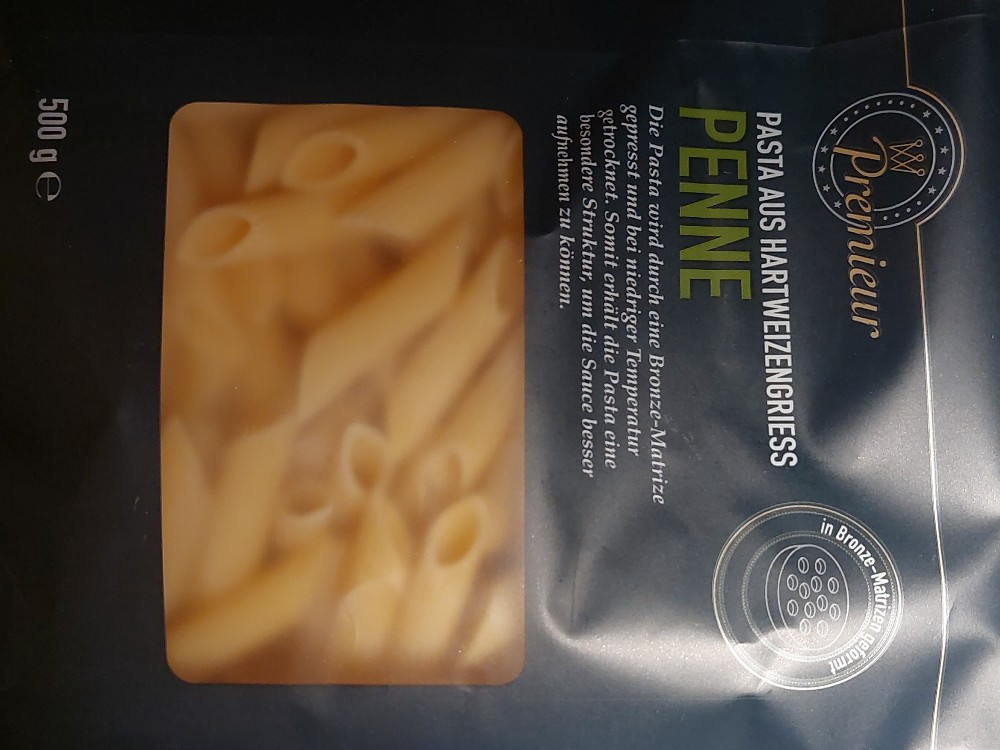 Premieur
PASTA AUS HARTWEIZENGRIESS
PENNE
Die Pasta wird durch eine Bronze-Matrize
gepresst und bei niedriger Temperatur
getrocknet. Somit erhält die Pasta eine
besondere Struktur, um die Sauce besser
aufnehmen zu können.
in Bronze-Matrizen geformt
500 g ℮